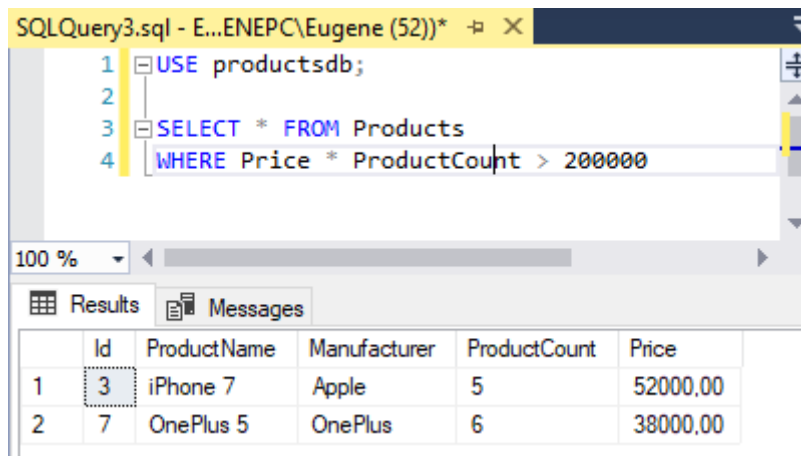 SQLQuery3.sql - E...ENEPC\Eugene (52))*
1 USE productsdb;
2
3 SELECT * FROM Products
4 WHERE Price * ProductCount > 200000
100 %
Results Messages
Id ProductName Manufacturer ProductCount Price
1 3 iPhone 7 Apple 5 52000,00
2 7 OnePlus 5 OnePlus 6 38000,00